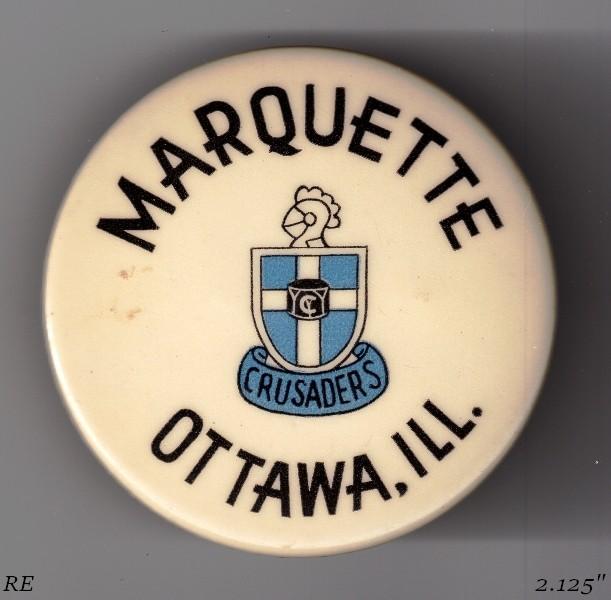 MARQUETTE
CRUSADERS
OTTAWA, ILL.
RE
2.125"